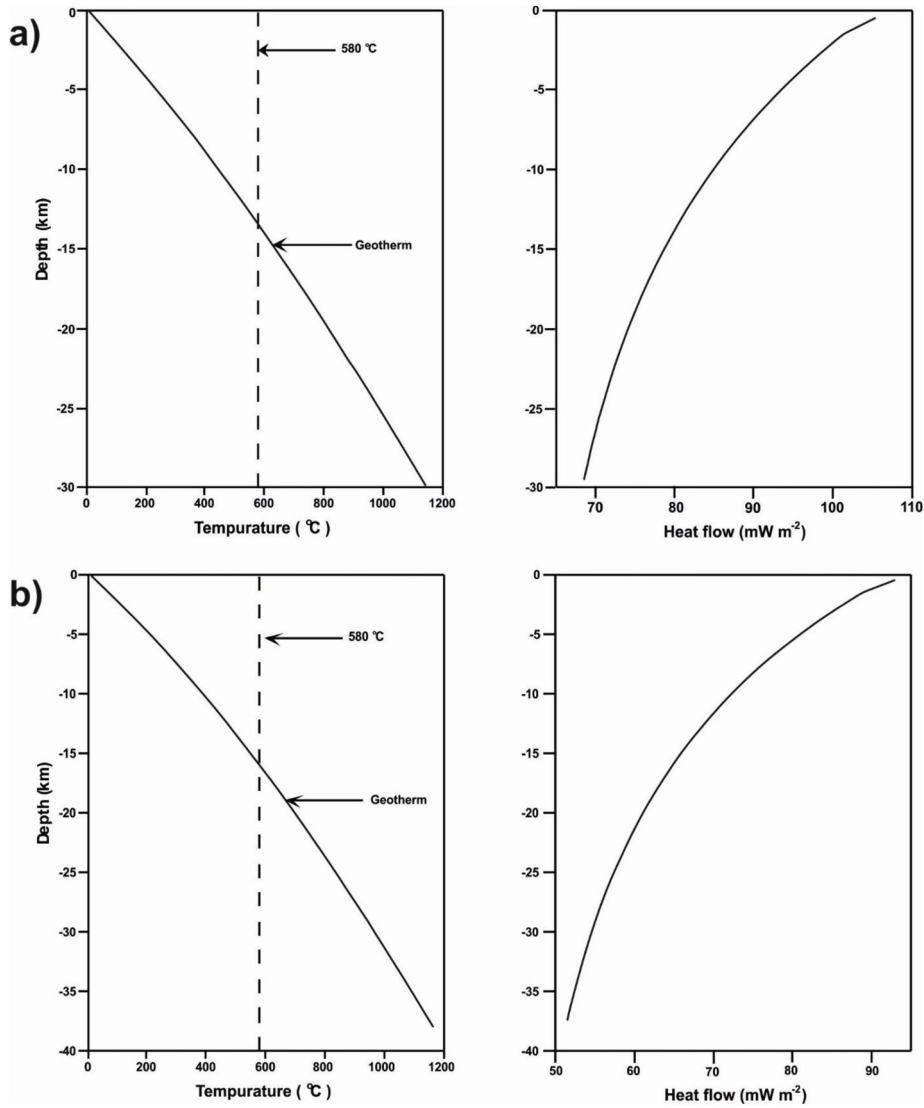 a)
0
-5
-10
-15
-20
-25
-30
Depth (km)
580 °C
Geotherm
0 200 400 600 800 1000 1200
Tempurature ( °C)
0
-5
-10
-15
-20
-25
-30
70 80 90 100 110
Heat flow (mW m-2)
b)
0
-5
-10
-15
-20
-25
-30
-35
-40
Depth (km)
580 °C
Geotherm
0 200 400 600 800 1000 1200
Tempurature ( °C)
0
-5
-10
-15
-20
-25
-30
-35
-40
50 60 70 80 90
Heat flow (mW m-2)